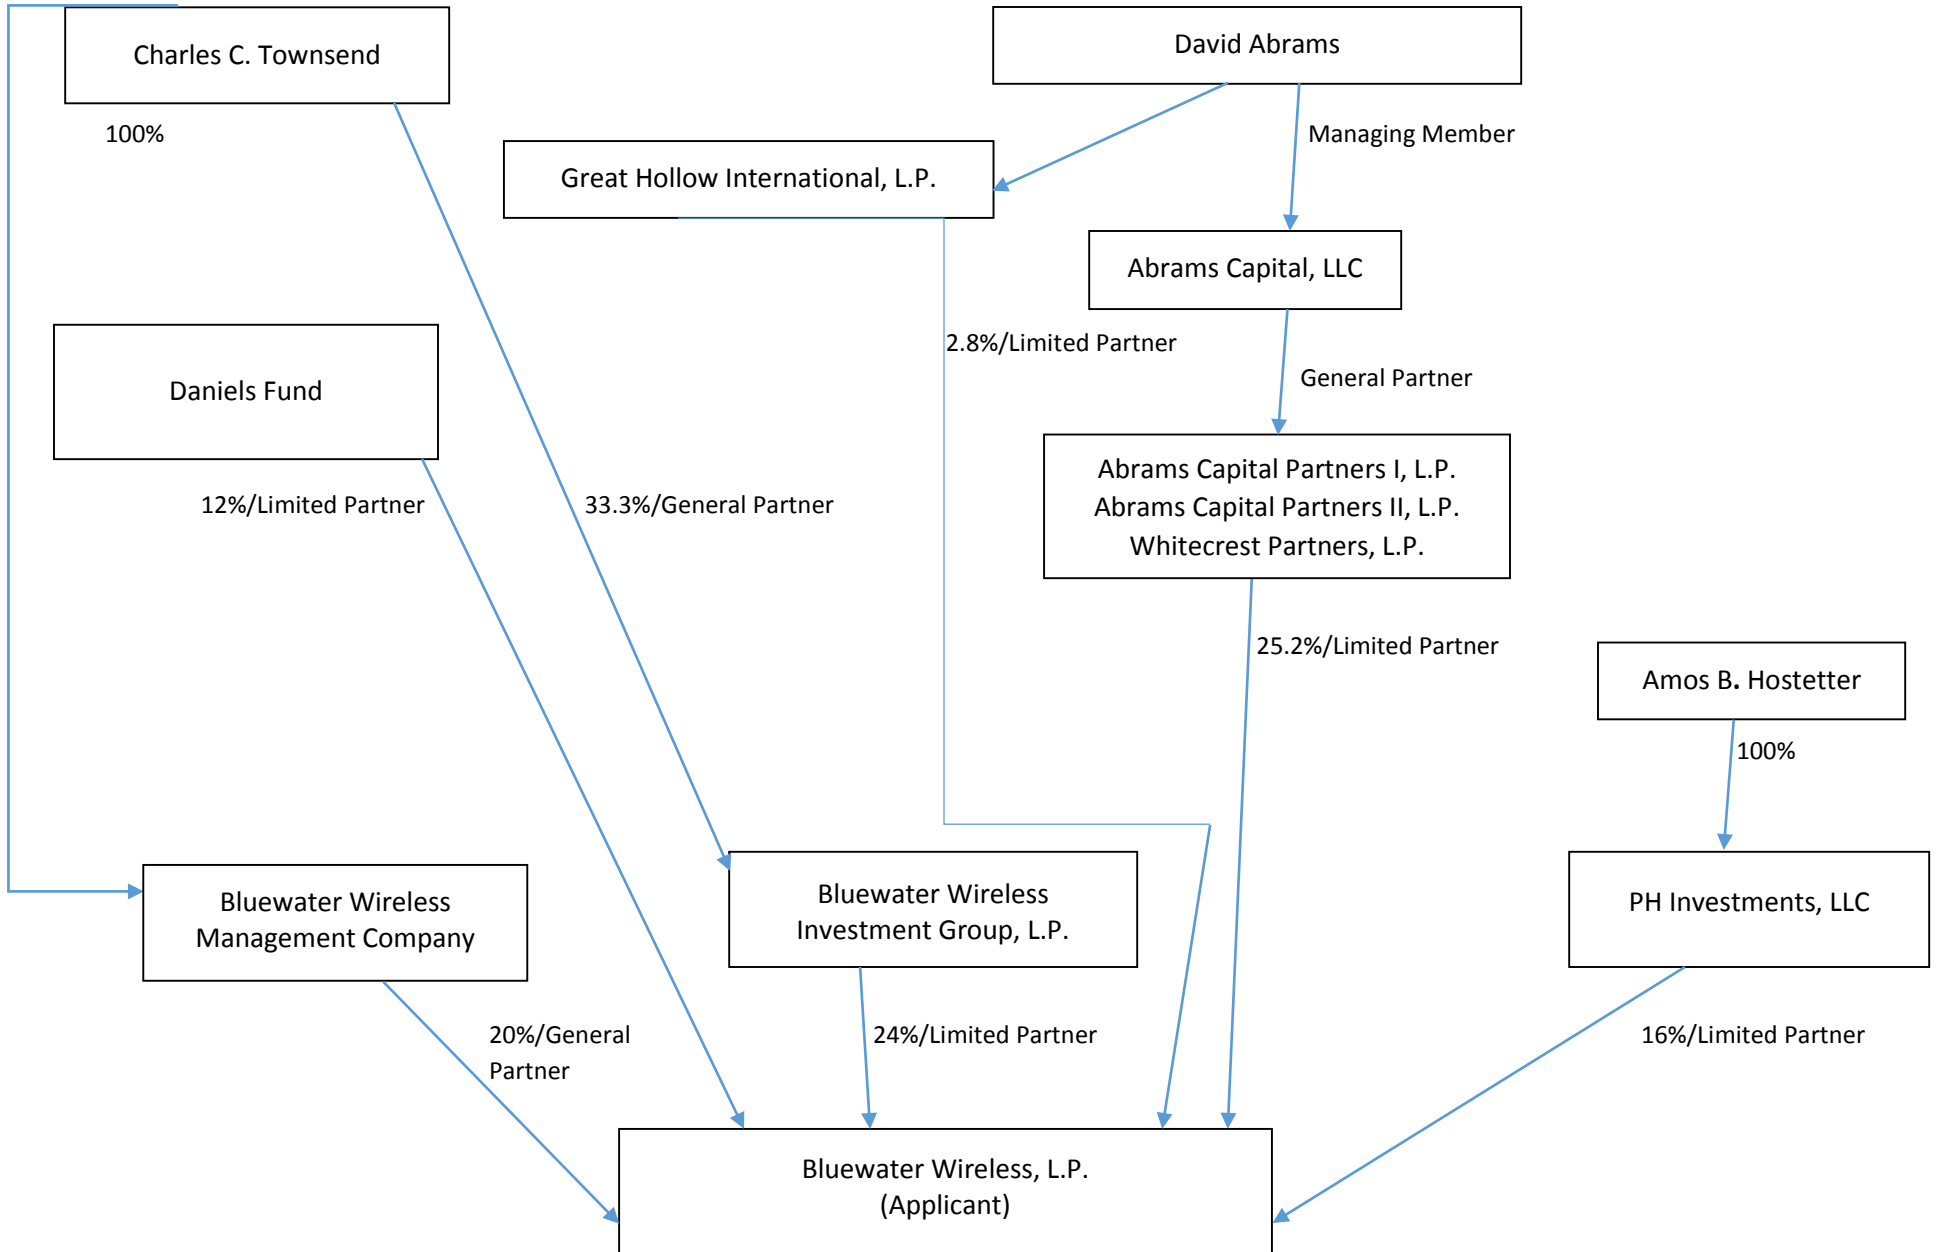 Charles C. Townsend
David Abrams
100%
Managing Member
Great Hollow International, L.P.
Abrams Capital, LLC
2.8%/Limited Partner
General Partner
Daniels Fund
Abrams Capital Partners I, L.P.
Abrams Capital Partners II, L.P.
Whitecrest Partners, L.P.
12%/Limited Partner
33.3%/General Partner
25.2%/Limited Partner
Amos B. Hostetter
100%
Bluewater Wireless
Management Company
Bluewater Wireless
Investment Group, L.P.
PH Investments, LLC
20%/General
Partner
24%/Limited Partner
16%/Limited Partner
Bluewater Wireless, L.P.
(Applicant)